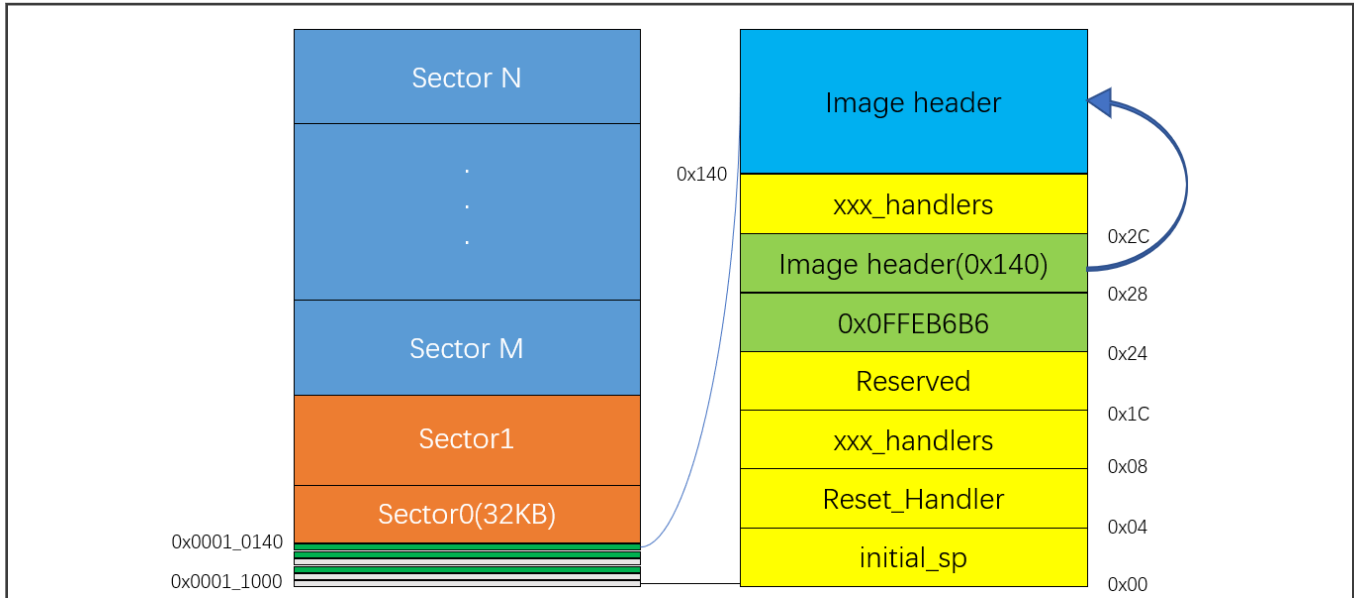 Sector N
.
.
.
Sector M
Sector1
Sector0(32KB)
0x0001_0140
0x0001_1000
Image header
0x140
xxx_handlers
0x2C
Image header(0x140)
0x28
0x0FFEB6B6
0x24
Reserved
0x1C
xxx_handlers
0x08
Reset_Handler
0x04
initial_sp
0x00